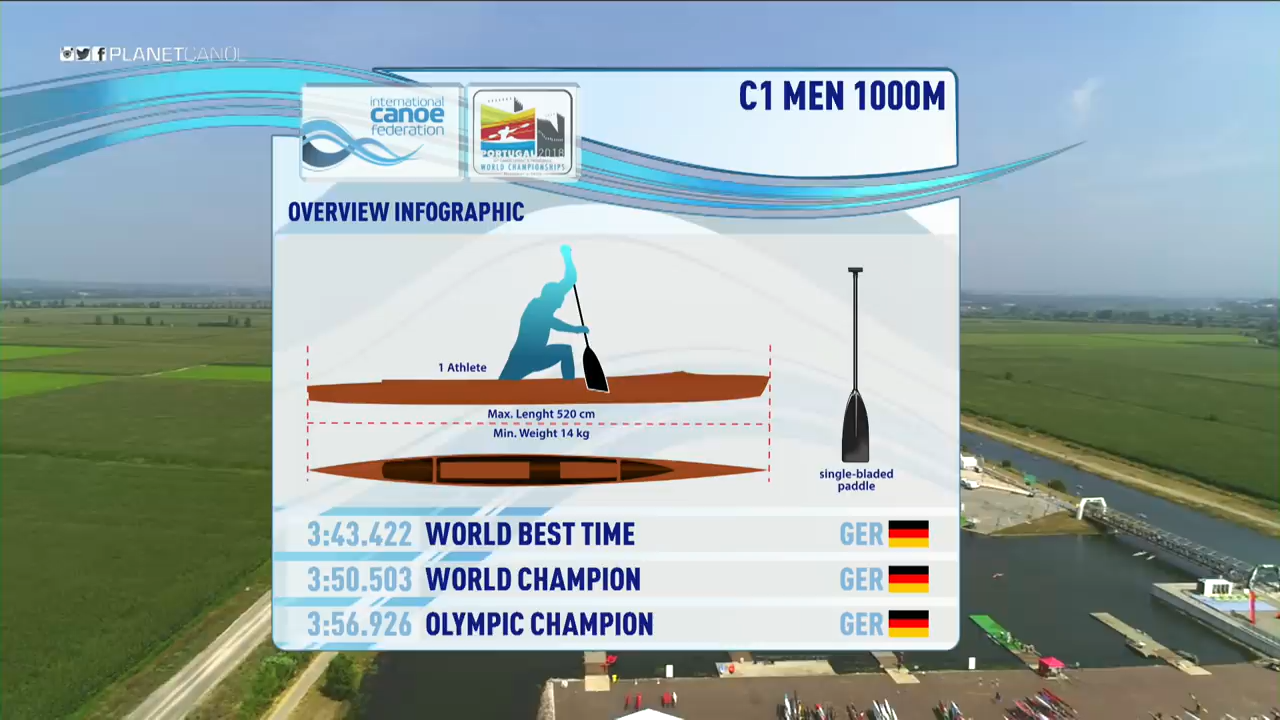 PLANETCANOE
C1 MEN 1000M
international
canoe
federation
PORTUGAL 2018
WORLD CHAMPIONSHIPS
OVERVIEW INFOGRAPHIC
1 Athlete
Max. Lenght 520 cm
Min. Weight 14 kg
single-bladed
paddle
3:43.422 WORLD BEST TIME GER
3:50.503 WORLD CHAMPION GER
3:56.926 OLYMPIC CHAMPION GER